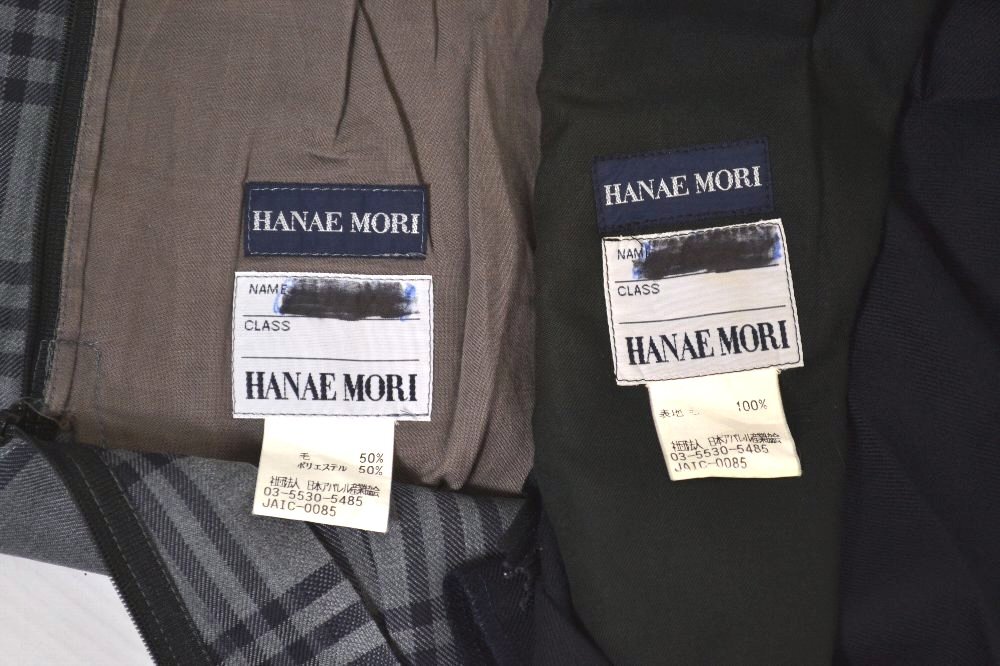 HANAE MORI
NAME
CLASS
HANAE MORI
毛 50%
ポリエステル 50%
社団法人 日本アパレル産業協会
03-5530-5485
JAIC-0085
HANAE MORI
NAM
CLASS
HANAE MORI
表地 毛 100%
社団法人 日本アパレル産業協会
03-5530-5485
JAIC-0085